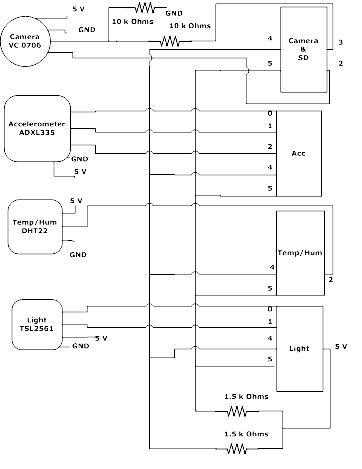 5 V
GND
Camera
VC 0706
10 k Ohms
GND
10 k Ohms
4
5
Camera
&
SD
3
2
Accelerometer
ADXL335
GND
5 V
0
1
2
4
5
Acc
5 V
Temp/Hum
DHT22
GND
Temp/Hum
4
5
2
Light
TSL2561
5 V
GND
0
1
4
5
Light
5 V
1.5 k Ohms
1.5 k Ohms